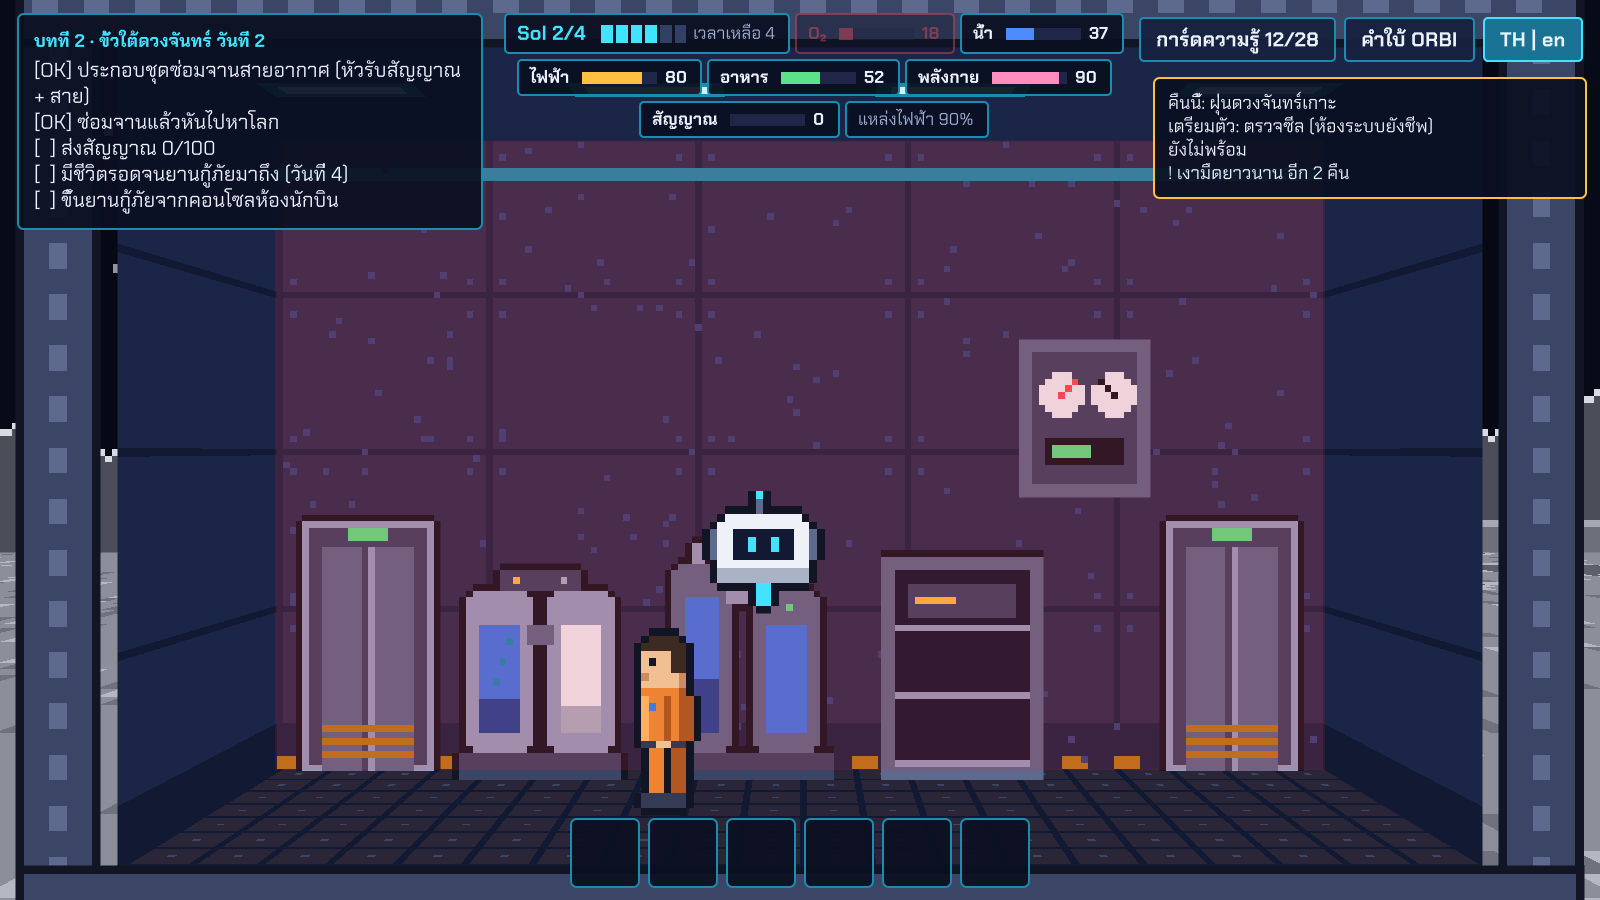 บทที่ 2 · ขั้วใต้ดวงจันทร์ วันที่ 2
[OK] ประกอบชุดซ่อมจานสายอากาศ (หัวรับสัญญาณ
+ สาย)
[OK] ซ่อมจานแล้วหันไปหาโลก
[ ] ส่งสัญญาณ 0/100
[ ] มีชีวิตรอดจนยานกู้ภัยมาถึง (วันที่ 4)
[ ] ขึ้นยานกู้ภัยจากคอนโซลห้องนักบิน
Sol 2/4 เวลาเหลือ 4
O₂ 18
น้ำ 37
ไฟฟ้า 80
อาหาร 52
พลังกาย 90
สัญญาณ 0
แหล่งไฟฟ้า 90%
การ์ดความรู้ 12/28
คำใบ้ ORBI
TH | en
คืนนี้: ฝุ่นดวงจันทร์เกาะ
เตรียมตัว: ตรวจซีล (ห้องระบบยังชีพ)
ยังไม่พร้อม
! เงามืดยาวนาน อีก 2 คืน